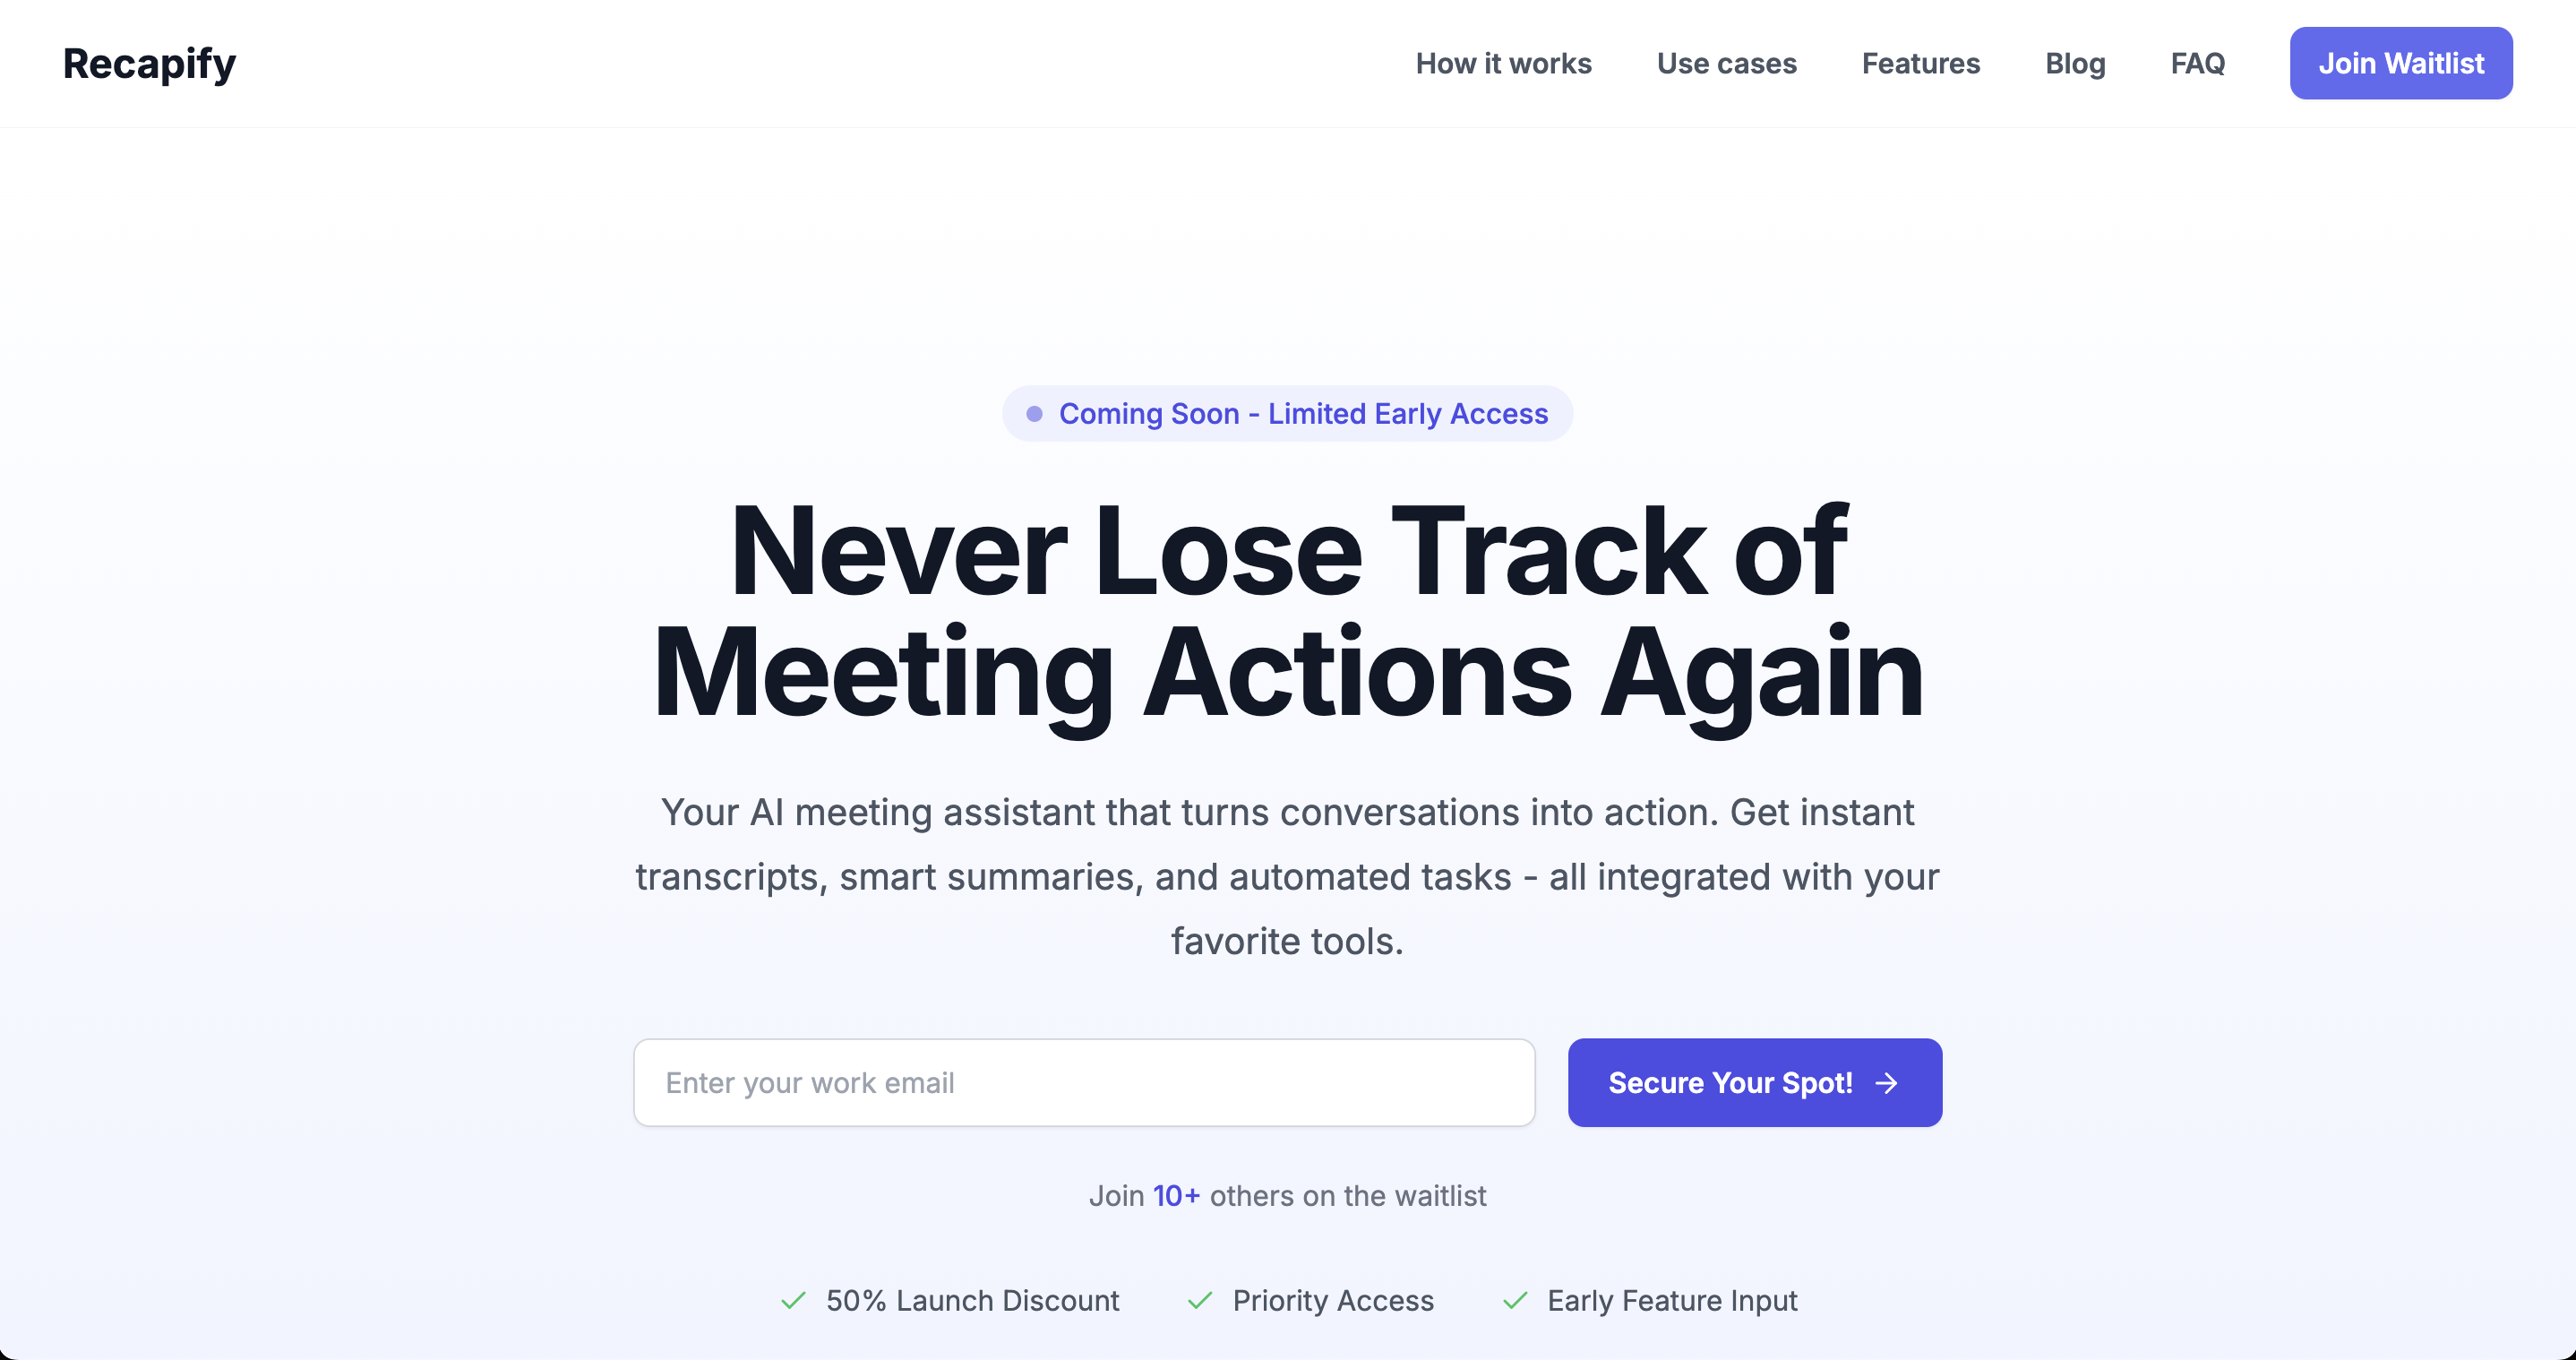 Recapify
How it works
Use cases
Features
Blog
FAQ
Join Waitlist
Coming Soon - Limited Early Access
Never Lose Track of
Meeting Actions Again
Your AI meeting assistant that turns conversations into action. Get instant
transcripts, smart summaries, and automated tasks - all integrated with your
favorite tools.
Enter your work email
Secure Your Spot!
Join 10+ others on the waitlist
50% Launch Discount
Priority Access
Early Feature Input